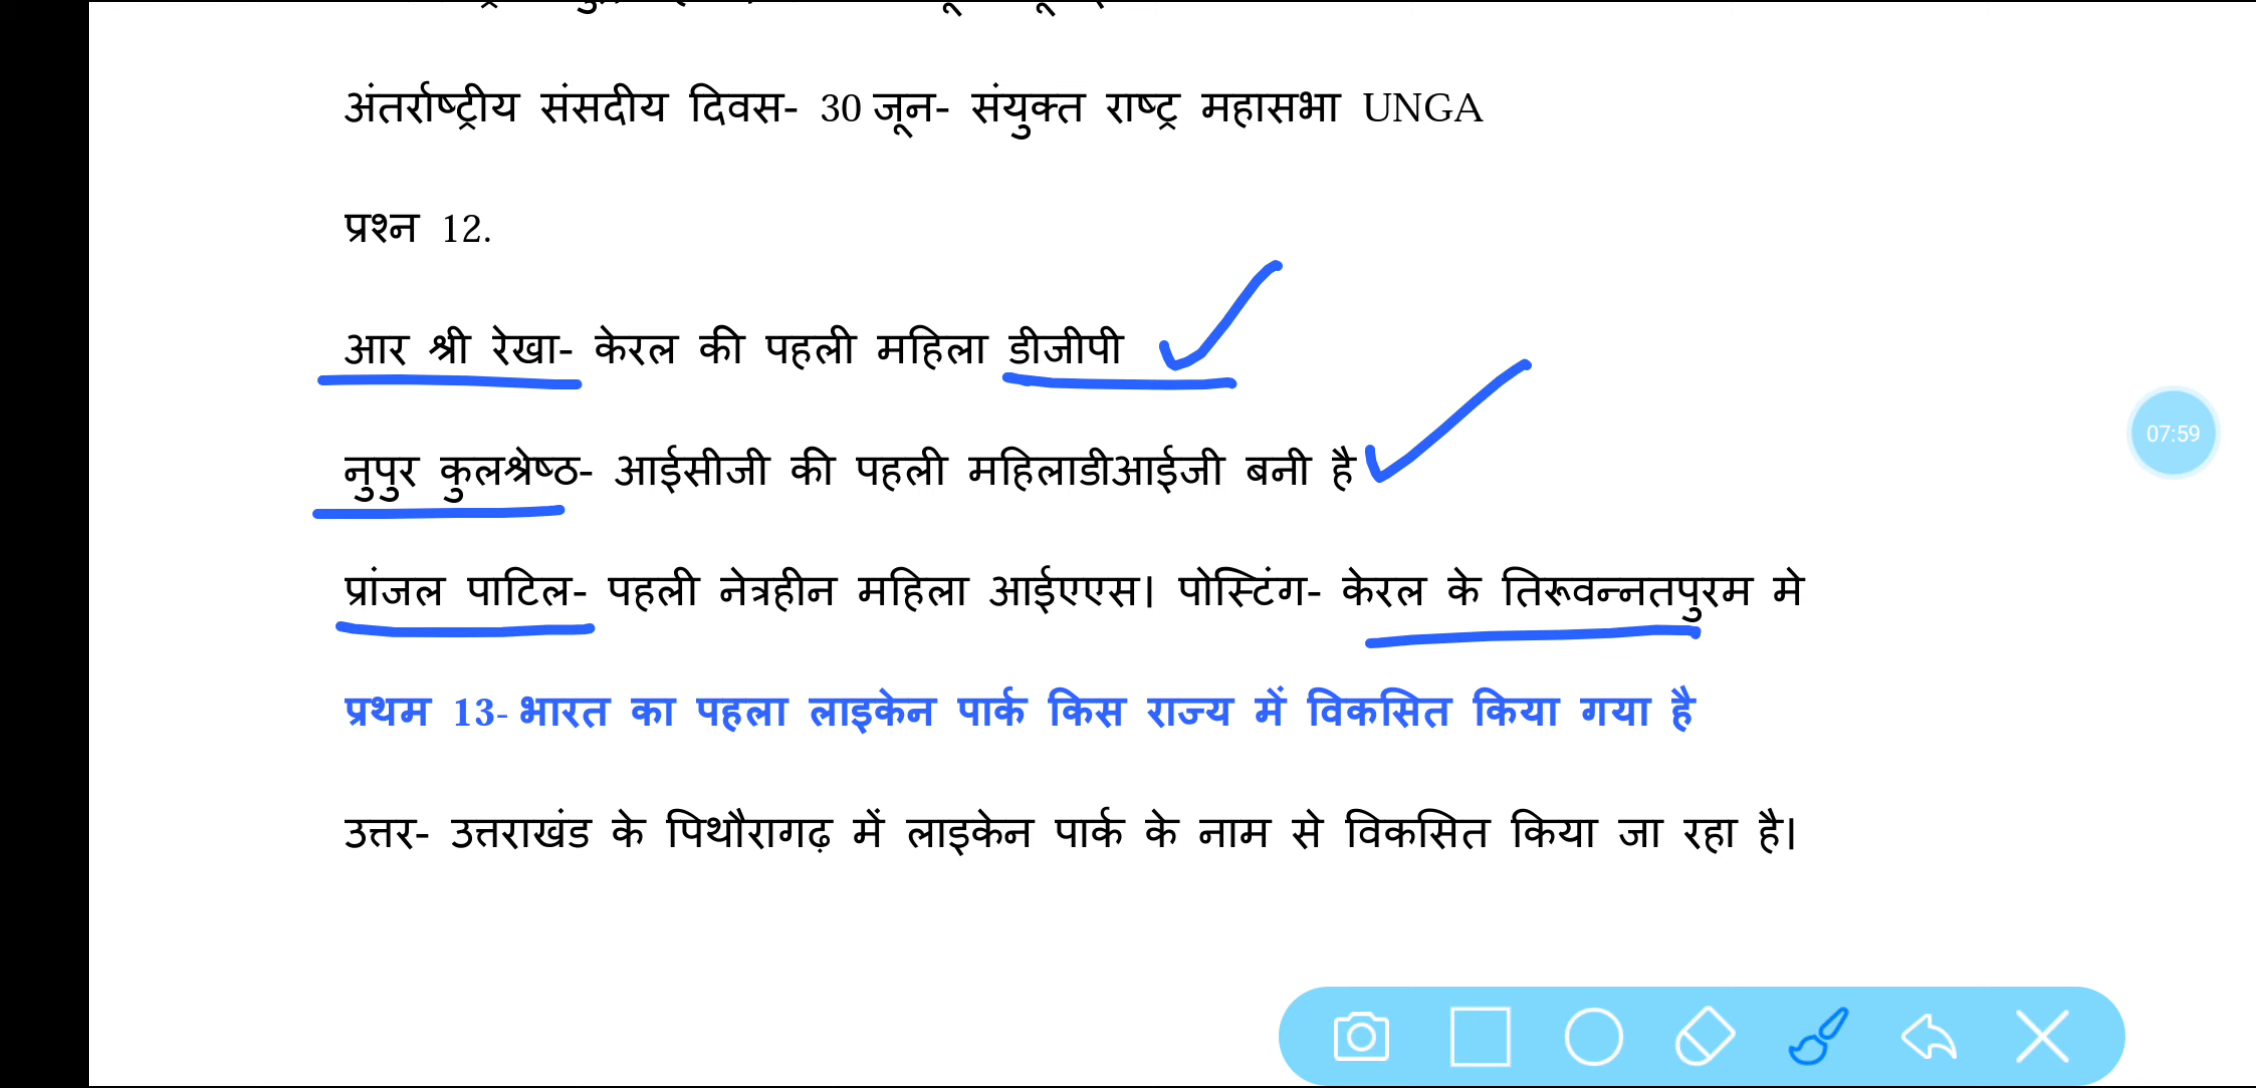 अंतर्राष्ट्रीय संसदीय दिवस- 30 जून- संयुक्त राष्ट्र महासभा UNGA
प्रश्न 12.
आर श्री रेखा- केरल की पहली महिला डीजीपी
नुपुर कुलश्रेष्ठ- आईसीजी की पहली महिलाडीआईजी बनी है
07:59
प्रांजल पाटिल- पहली नेत्रहीन महिला आईएएस। पोस्टिंग- केरल के तिरूवन्नतपुरम मे
प्रथम 13- भारत का पहला लाइकेन पार्क किस राज्य में विकसित किया गया है
उत्तर- उत्तराखंड के पिथौरागढ़ में लाइकेन पार्क के नाम से विकसित किया जा रहा है।